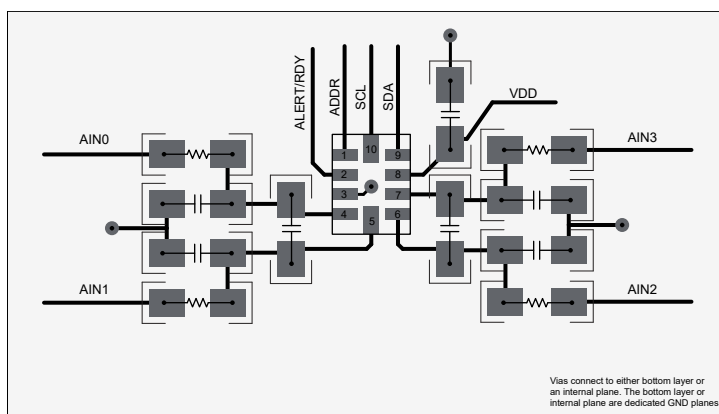 ALERT/RDY
ADDR
SCL
SDA
VDD
AIN0
AIN3
10
1
9
2
8
3
7
4
5
6
AIN1
AIN2
Vias connect to either bottom layer or
an internal plane. The bottom layer or
internal plane are dedicated GND planes